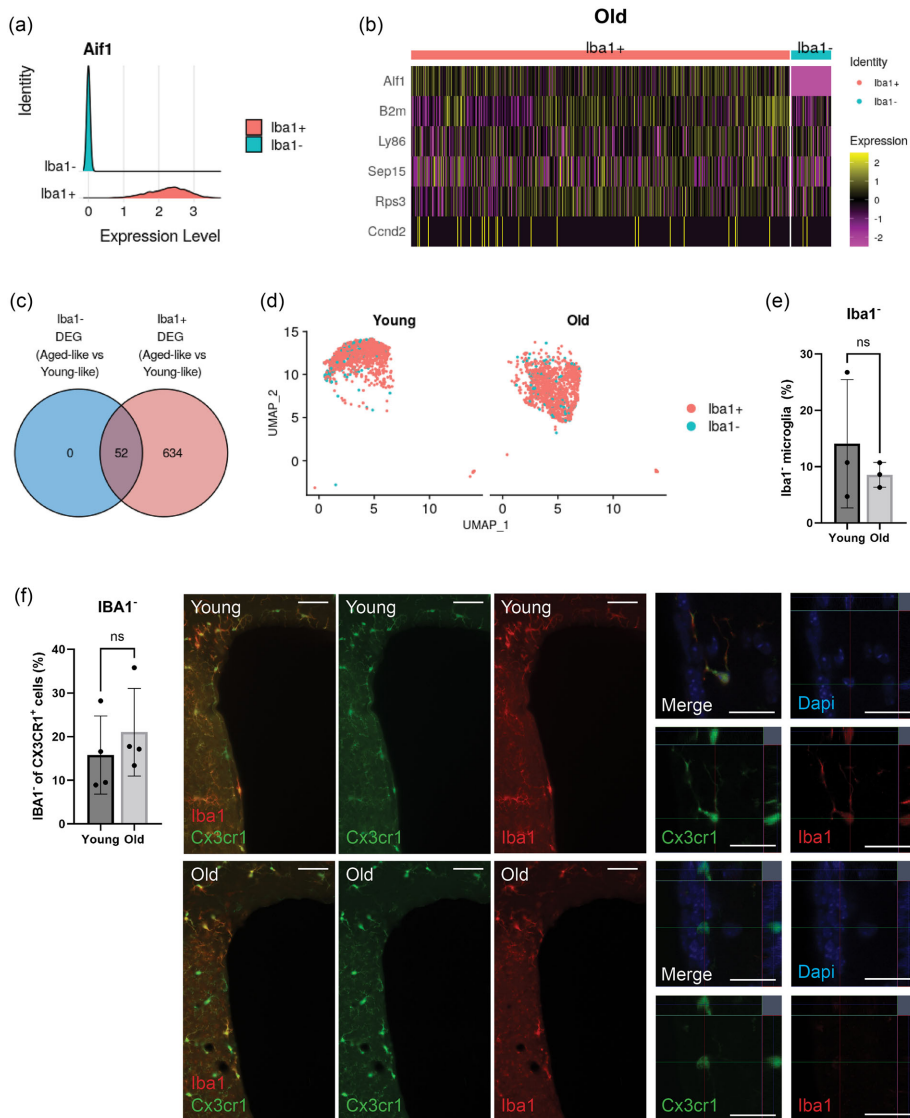 (a)
Aif1
Identity
Iba1-
Iba1+
0 1 2 3
Expression Level
Iba1+
Iba1-
(b)
Old
Iba1+ Iba1-
Aif1
B2m
Ly86
Sep15
Rps3
Ccnd2
Identity
Iba1+
Iba1-
Expression
2
1
0
-1
-2
(c)
Iba1-
DEG
(Aged-like vs
Young-like)
Iba1+
DEG
(Aged-like vs
Young-like)
0 52 634
(d)
Young Old
UMAP_2
15
10
5
0
0 5 10 0 5 10
UMAP_1
Iba1+
Iba1-
(e)
Iba1-
ns
Iba1- microglia (%)
30
20
10
0
Young Old
(f)
IBA1-
ns
IBA1- of CX3CR1+ cells (%)
40
30
20
10
0
Young Old
Young
Iba1
Cx3cr1
Young
Cx3cr1
Young
Iba1
Merge
Dapi
Cx3cr1
Iba1
Old
Iba1
Cx3cr1
Old
Cx3cr1
Old
Iba1
Merge
Dapi
Cx3cr1
Iba1